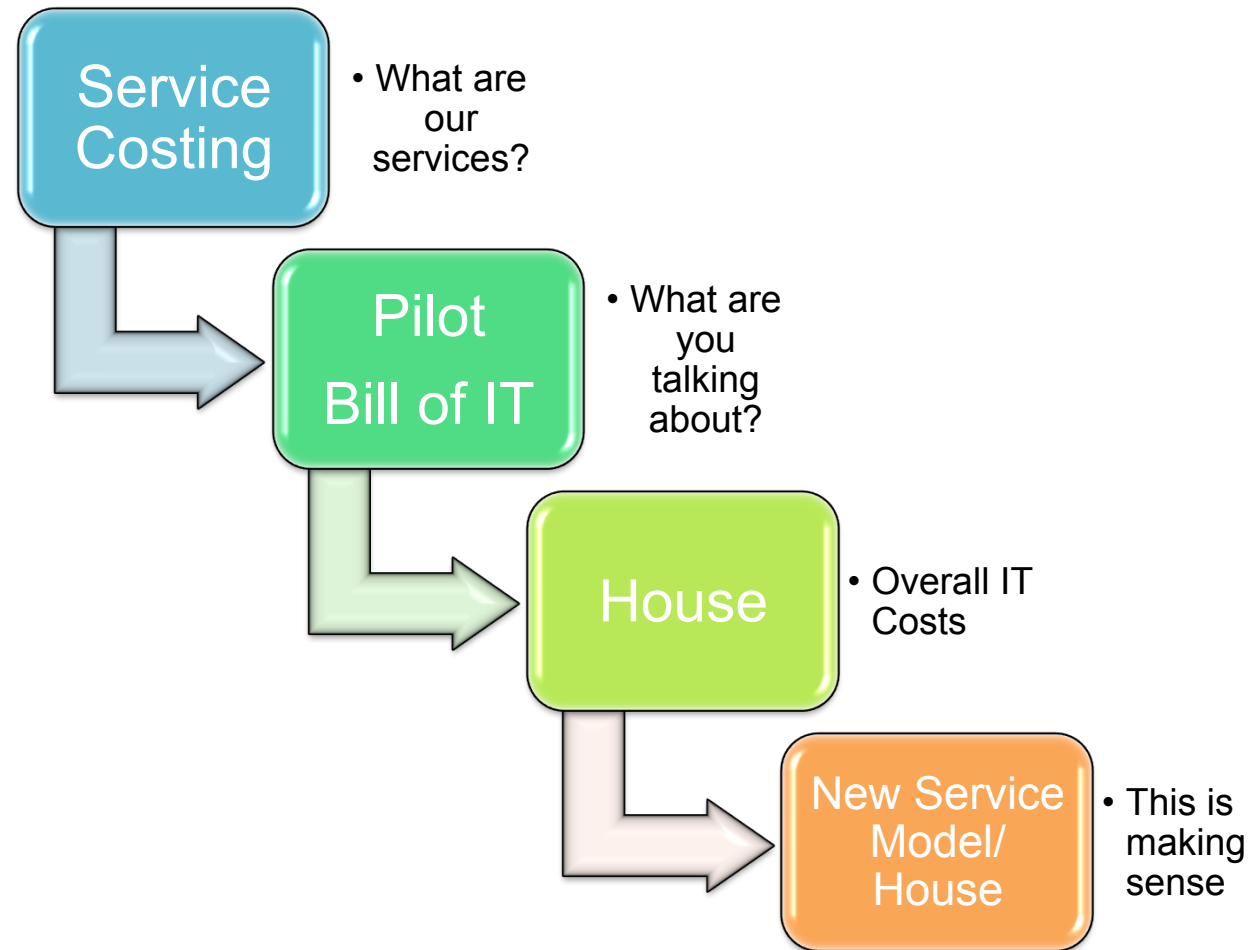 Service
Costing
• What are
our
services?
Pilot
Bill of IT
• What are
you
talking
about?
House
• Overall IT
Costs
New Service
Model/
House
• This is
making
sense